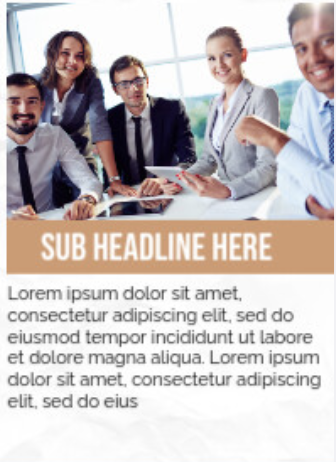 SUB HEADLINE HERE
Lorem ipsum dolor sit amet,
consectetur adipiscing elit, sed do
eiusmod tempor incididunt ut labore
et dolore magna aliqua. Lorem ipsum
dolor sit amet, consectetur adipiscing
elit, sed do eius